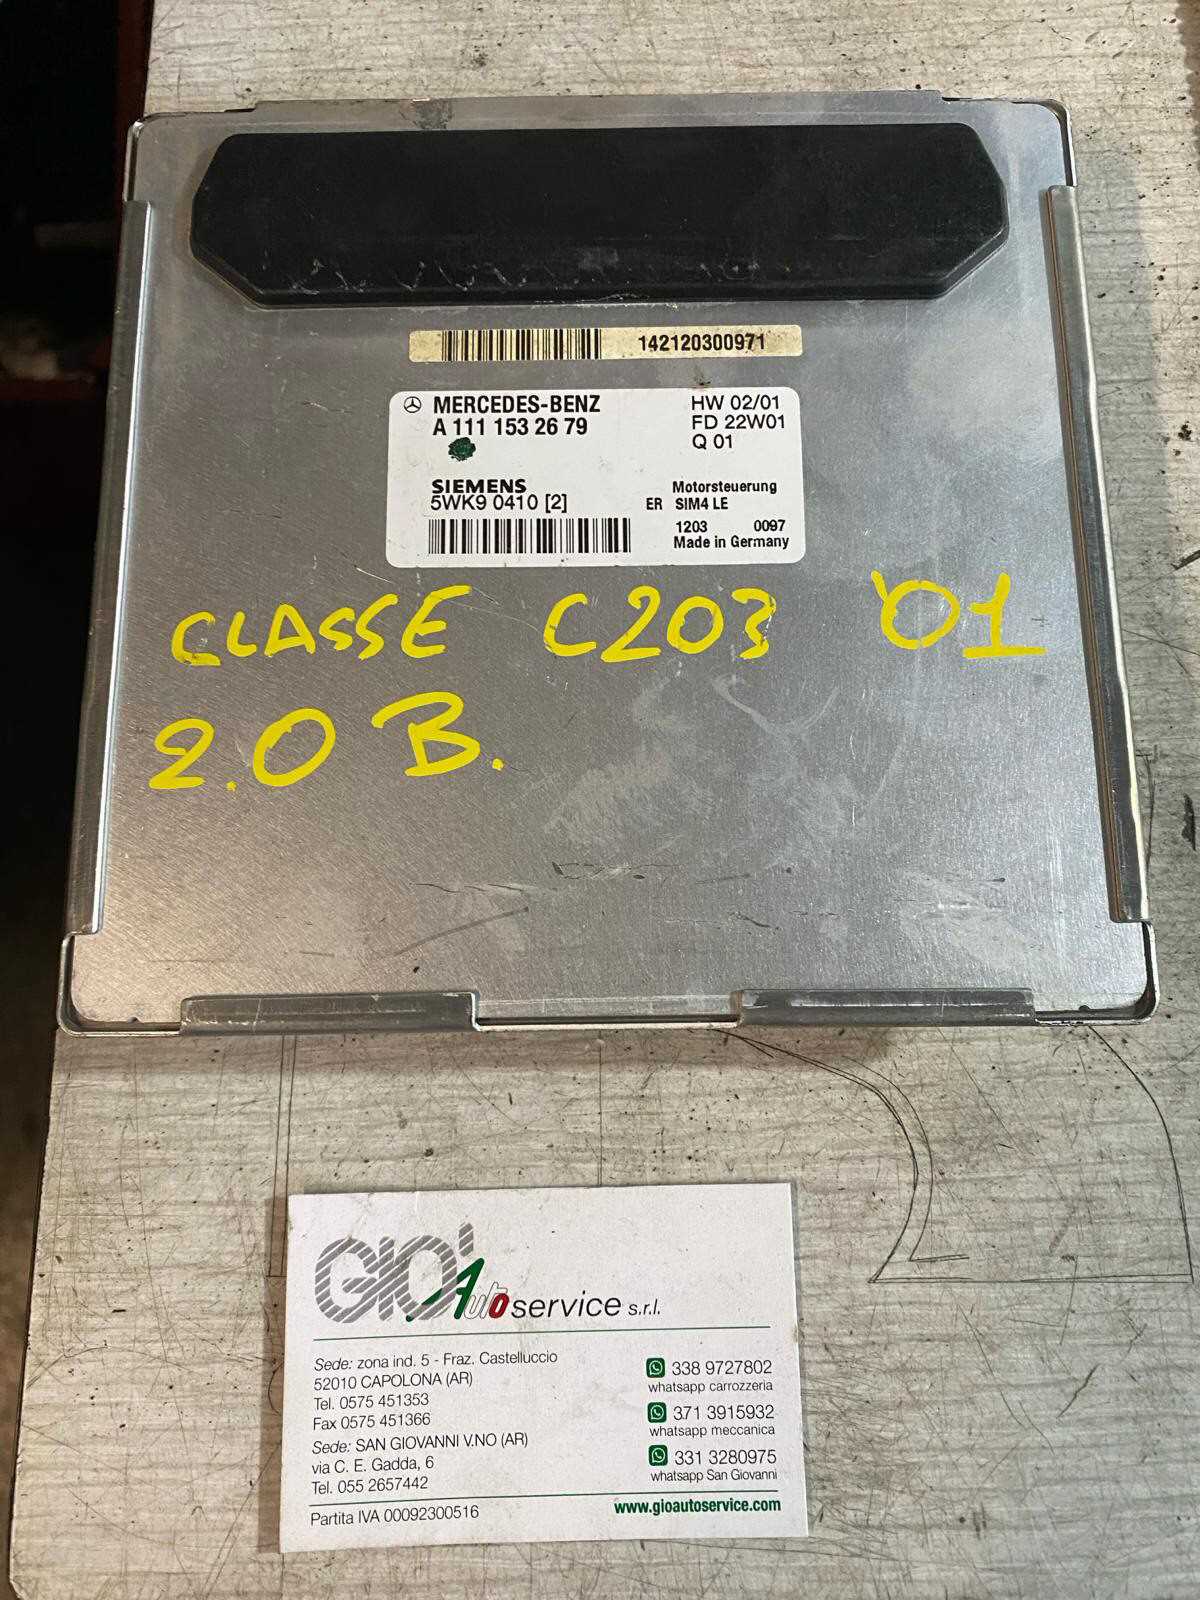 142120300971
MERCEDES-BENZ
A 111 153 26 79
HW 02/01
FD 22W01
Q 01
SIEMENS
5WK9 0410 [2]
Motorsteuerung
ER SIM4 LE
1203 0097
Made in Germany
CLASSE C203 '01
2.0 B.
GIO' Autoservice s.r.l.
Sede: zona ind. 5 - Fraz. Castelluccio
52010 CAPOLONA (AR)
Tel. 0575 451353
Fax 0575 451366
Sede: SAN GIOVANNI V.NO (AR)
via C. E. Gadda, 6
Tel. 055 2657442
Partita IVA 00092300516
338 9727802
whatsapp carrozzeria
371 3915932
whatsapp meccanica
331 3280975
whatsapp San Giovanni
www.gioautoservice.com